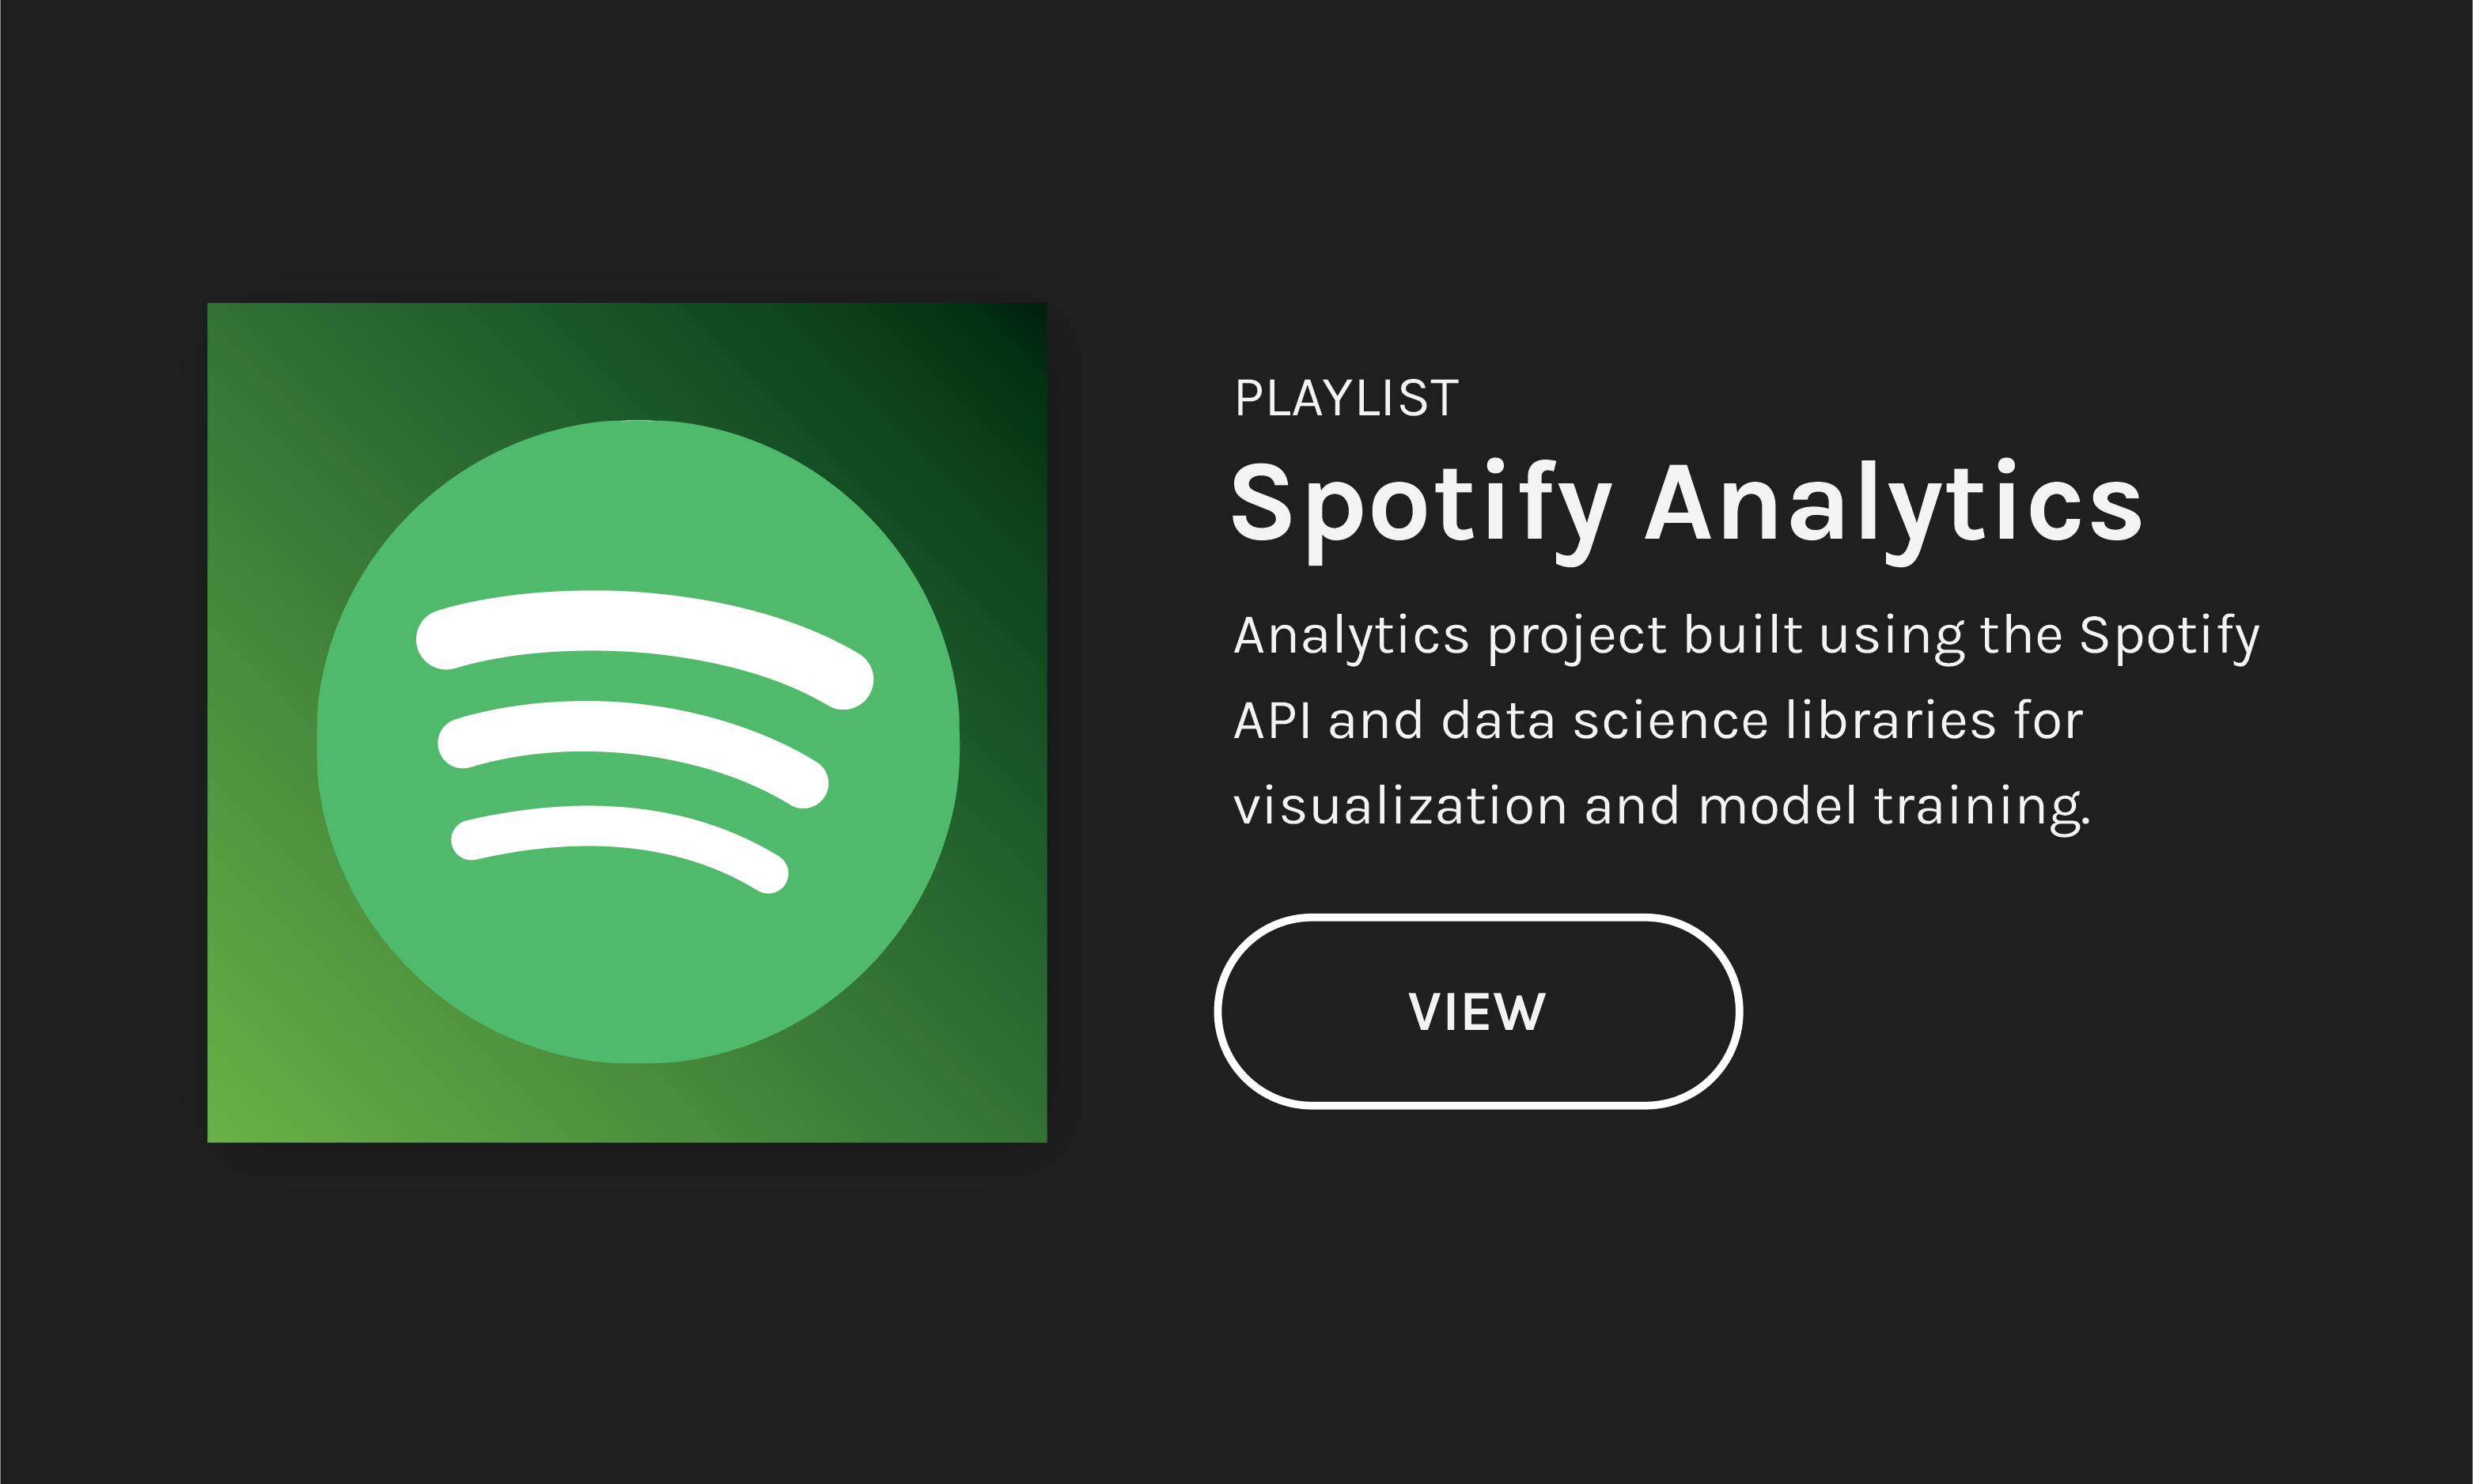 PLAYLIST
Spotify Analytics
Analytics project built using the Spotify
API and data science libraries for
visualization and model training.
VIEW